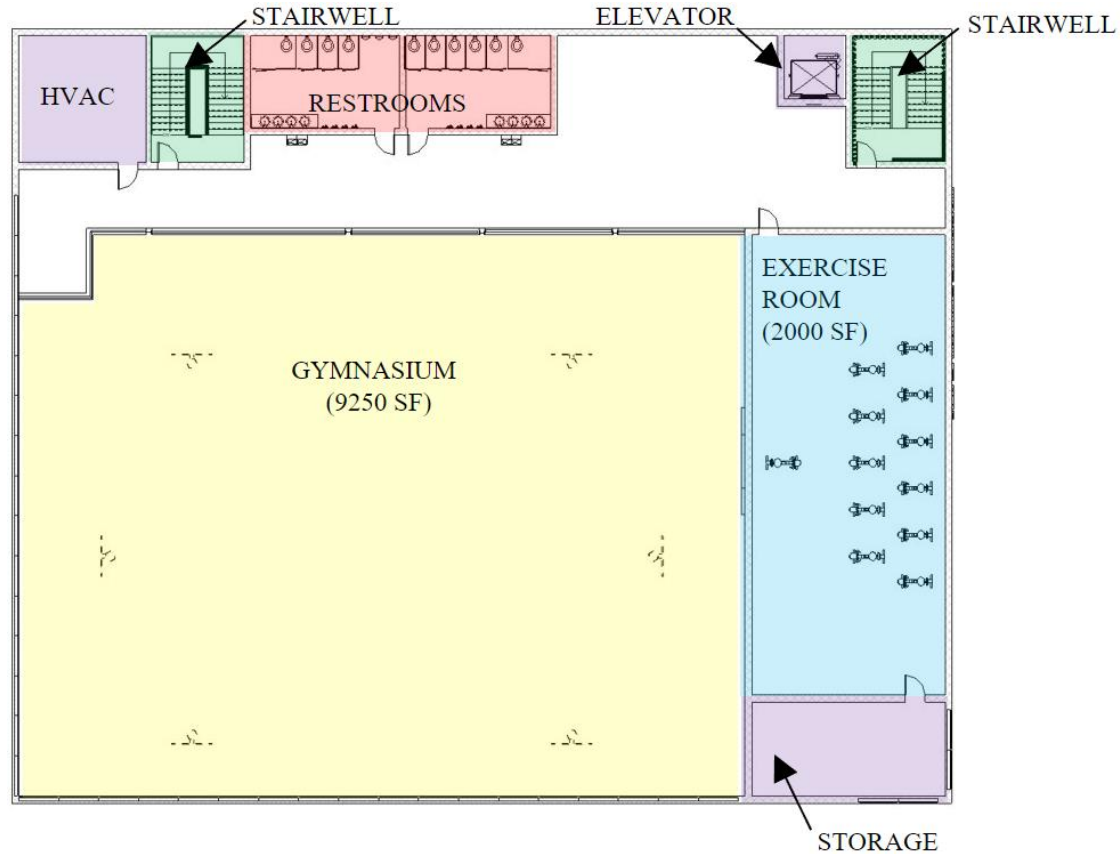 STAIRWELL
ELEVATOR
STAIRWELL
HVAC
RESTROOMS
EXERCISE
ROOM
(2000 SF)
GYMNASIUM
(9250 SF)
STORAGE